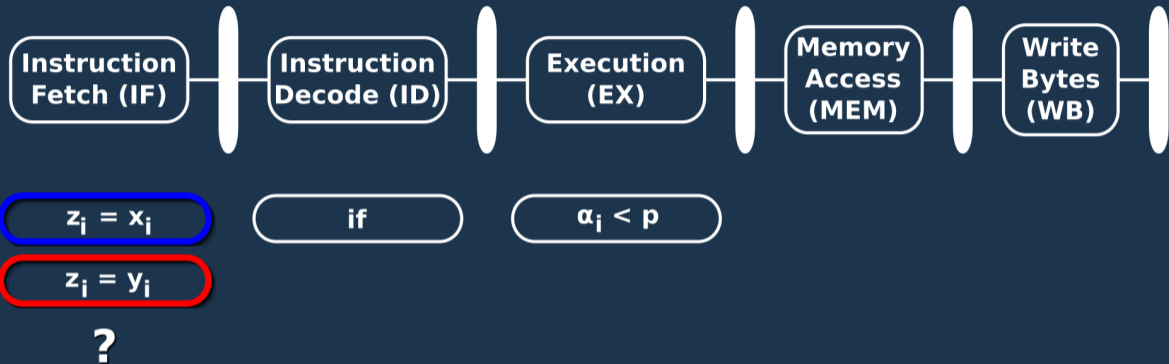 Instruction
Fetch (IF)
Instruction
Decode (ID)
Execution
(EX)
Memory
Access
(MEM)
Write
Bytes
(WB)
zᵢ = xᵢ
if
αᵢ < p
zᵢ = yᵢ
?